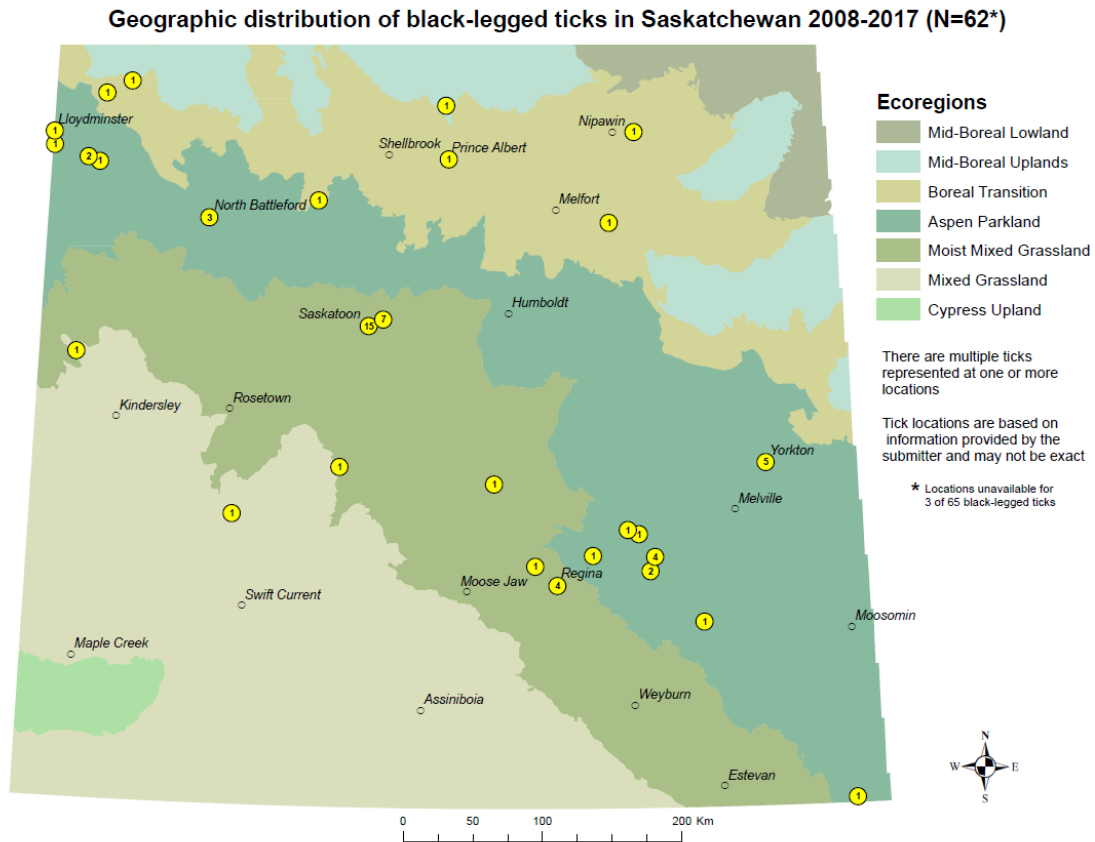 Geographic distribution of black-legged ticks in Saskatchewan 2008-2017 (N=62*)
1
1
1
Lloydminster
1
1
2
1
Shellbrook
Prince Albert
1
Nipawin
1
North Battleford
3
1
Melfort
1
Humboldt
Saskatoon
15
7
1
Kindersley
Rosetown
1
1
1
Yorkton
5
Melville
1
1
1
4
2
1
Regina
4
Moose Jaw
Swift Current
1
Moosomin
Maple Creek
Assiniboia
Weyburn
Estevan
1
Ecoregions
Mid-Boreal Lowland
Mid-Boreal Uplands
Boreal Transition
Aspen Parkland
Moist Mixed Grassland
Mixed Grassland
Cypress Upland
There are multiple ticks
represented at one or more
locations
Tick locations are based on
information provided by the
submitter and may not be exact
* Locations unavailable for
3 of 65 black-legged ticks
N
W E
S
0 50 100 200 Km